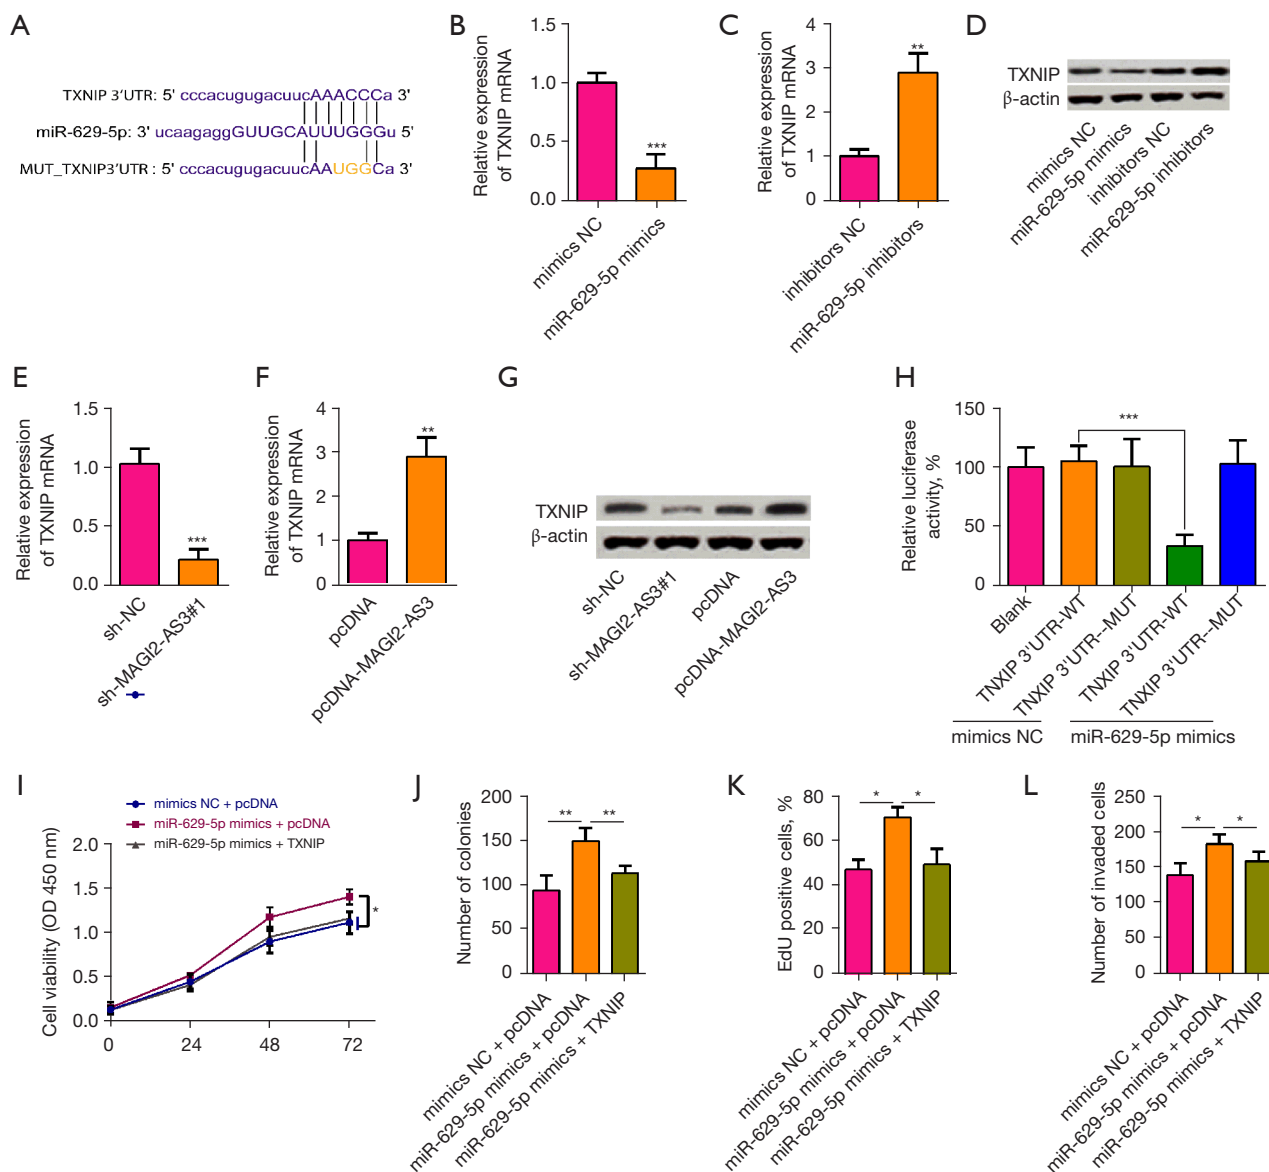 A
TXNIP 3'UTR: 5' cccacugugacuucAAACCCa 3'
miR-629-5p: 3' ucaagaggGUUGCAUUUGGGu 5'
MUT_TXNIP3'UTR : 5' cccacugugacuucAAUGGCa 3'
B
Relative expression
of TXNIP mRNA
1.5
1.0
0.5
0.0
***
mimics NC
miR-629-5p mimics
C
Relative expression
of TXNIP mRNA
4
3
2
1
0
**
inhibitors NC
miR-629-5p inhibitors
D
TXNIP
β-actin
mimics NC
miR-629-5p mimics
inhibitors NC
miR-629-5p inhibitors
E
Relative expression
of TXNIP mRNA
1.5
1.0
0.5
0.0
***
sh-NC
sh-MAGI2-AS3#1
F
Relative expression
of TXNIP mRNA
4
3
2
1
0
**
pcDNA
pcDNA-MAGI2-AS3
G
TXNIP
β-actin
sh-NC
sh-MAGI2-AS3#1
pcDNA
pcDNA-MAGI2-AS3
H
Relative luciferase
activity, %
150
100
50
0
***
Blank
TNXIP 3'UTR-WT
TNXIP 3'UTR--MUT
TNXIP 3'UTR-WT
TNXIP 3'UTR--MUT
mimics NC
miR-629-5p mimics
I
mimics NC + pcDNA
miR-629-5p mimics + pcDNA
miR-629-5p mimics + TXNIP
Cell viability (OD 450 nm)
2.0
1.5
1.0
0.5
0.0
*
0 24 48 72
J
Number of colonies
200
150
100
50
0
** **
mimics NC + pcDNA
miR-629-5p mimics + pcDNA
miR-629-5p mimics + TXNIP
K
EdU positive cells, %
80
60
40
20
0
* *
mimics NC + pcDNA
miR-629-5p mimics + pcDNA
miR-629-5p mimics + TXNIP
L
Number of invaded cells
250
200
150
100
50
0
* *
mimics NC + pcDNA
miR-629-5p mimics + pcDNA
miR-629-5p mimics + TXNIP